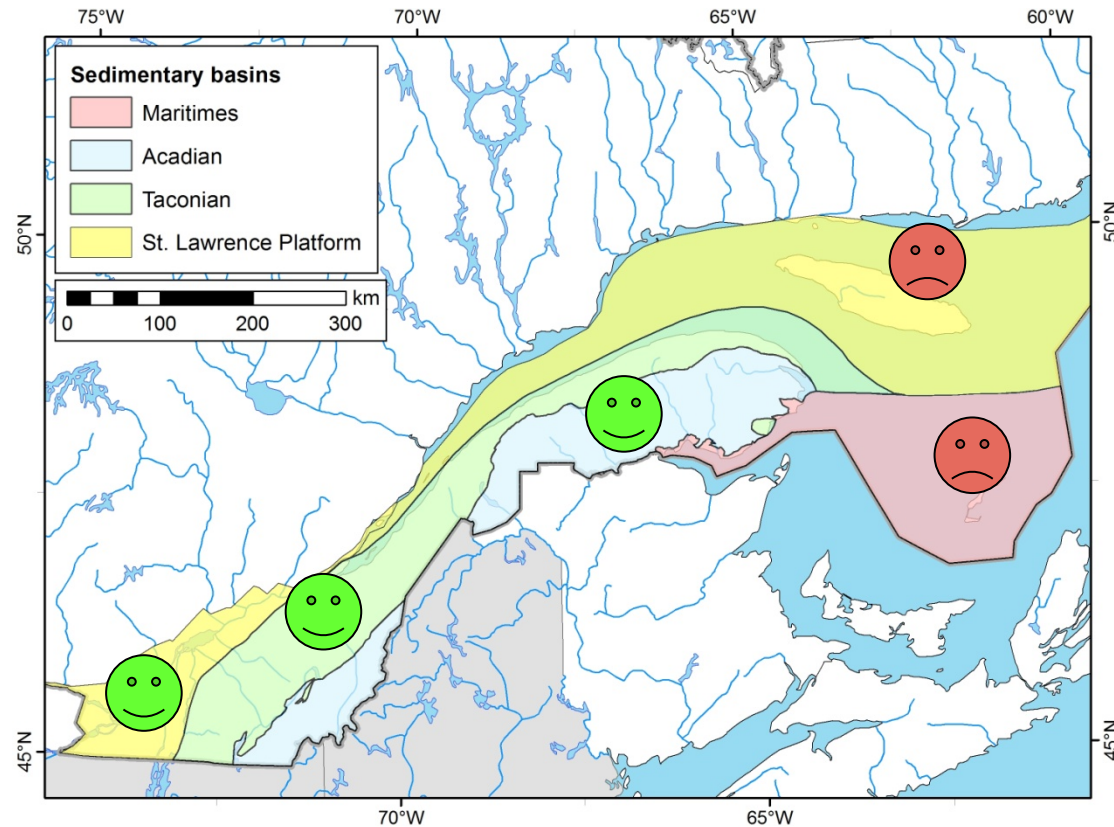 75°W 70°W 65°W 60°W
Sedimentary basins
Maritimes
Acadian
Taconian
St. Lawrence Platform
50°N 50°N
km
0 100 200 300
45°N 45°N
70°W 65°W